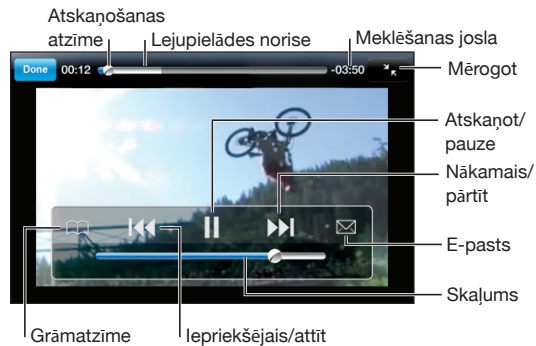 Atskaņošanas
atzīme
Lejupielādes norise
Meklēšanas josla
Done 00:12 -03:50
Mērogot
Atskaņot/
pauze
Nākamais/
pārtīt
E-pasts
Skaļums
Grāmatzīme
Iepriekšējais/attīt